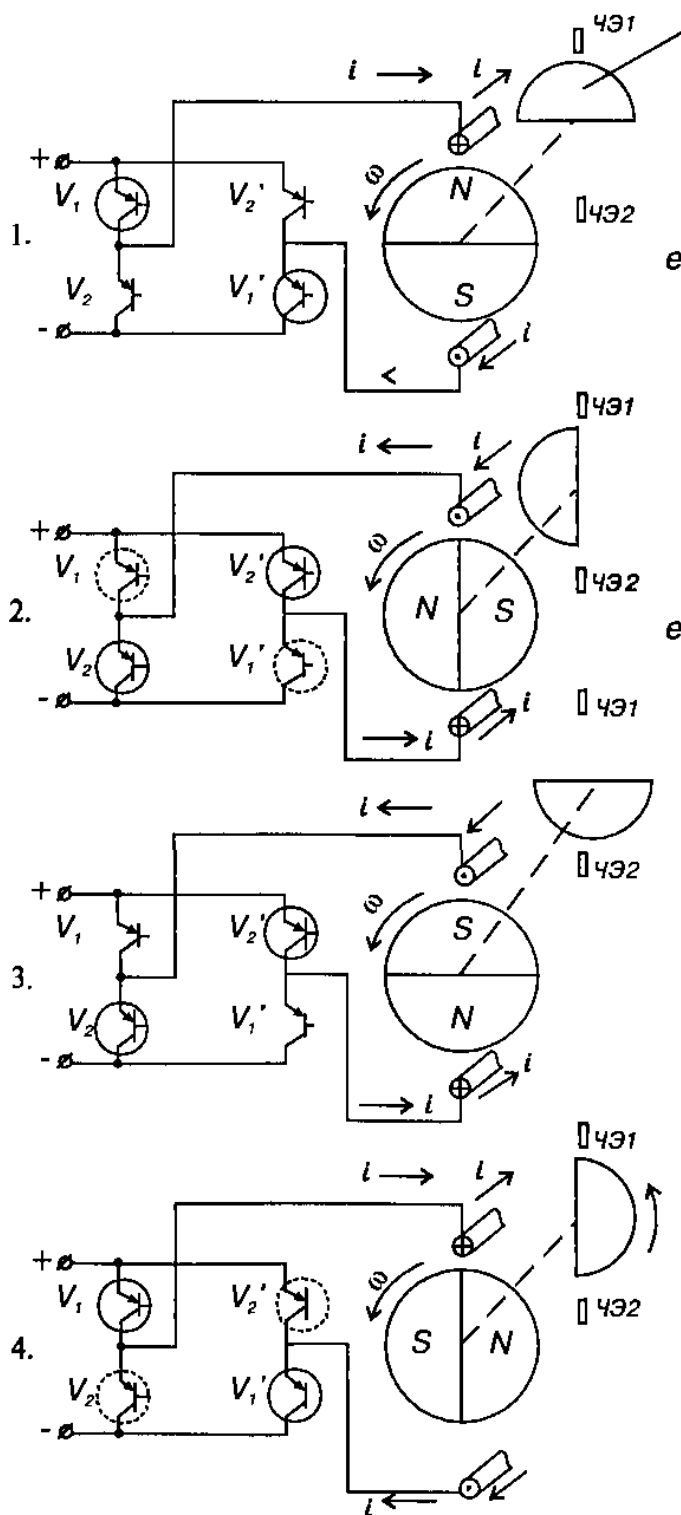 ЧЭ1
i i
ω
+ V₁ V₂' N
ЧЭ2
1.
V₂ V₁' S е
-
i
ЧЭ1
i i
ω
+ V₁ V₂'
ЧЭ2
2.
N S
V₂ V₁' е
-
i i
ЧЭ1
i
ЧЭ2
ω
+ V₁ V₂' S
3.
V₂ V₁' N
-
i i
ЧЭ1
i i
ω
+ V₁ V₂'
ЧЭ2
4.
S N
V₂ V₁'
-
i